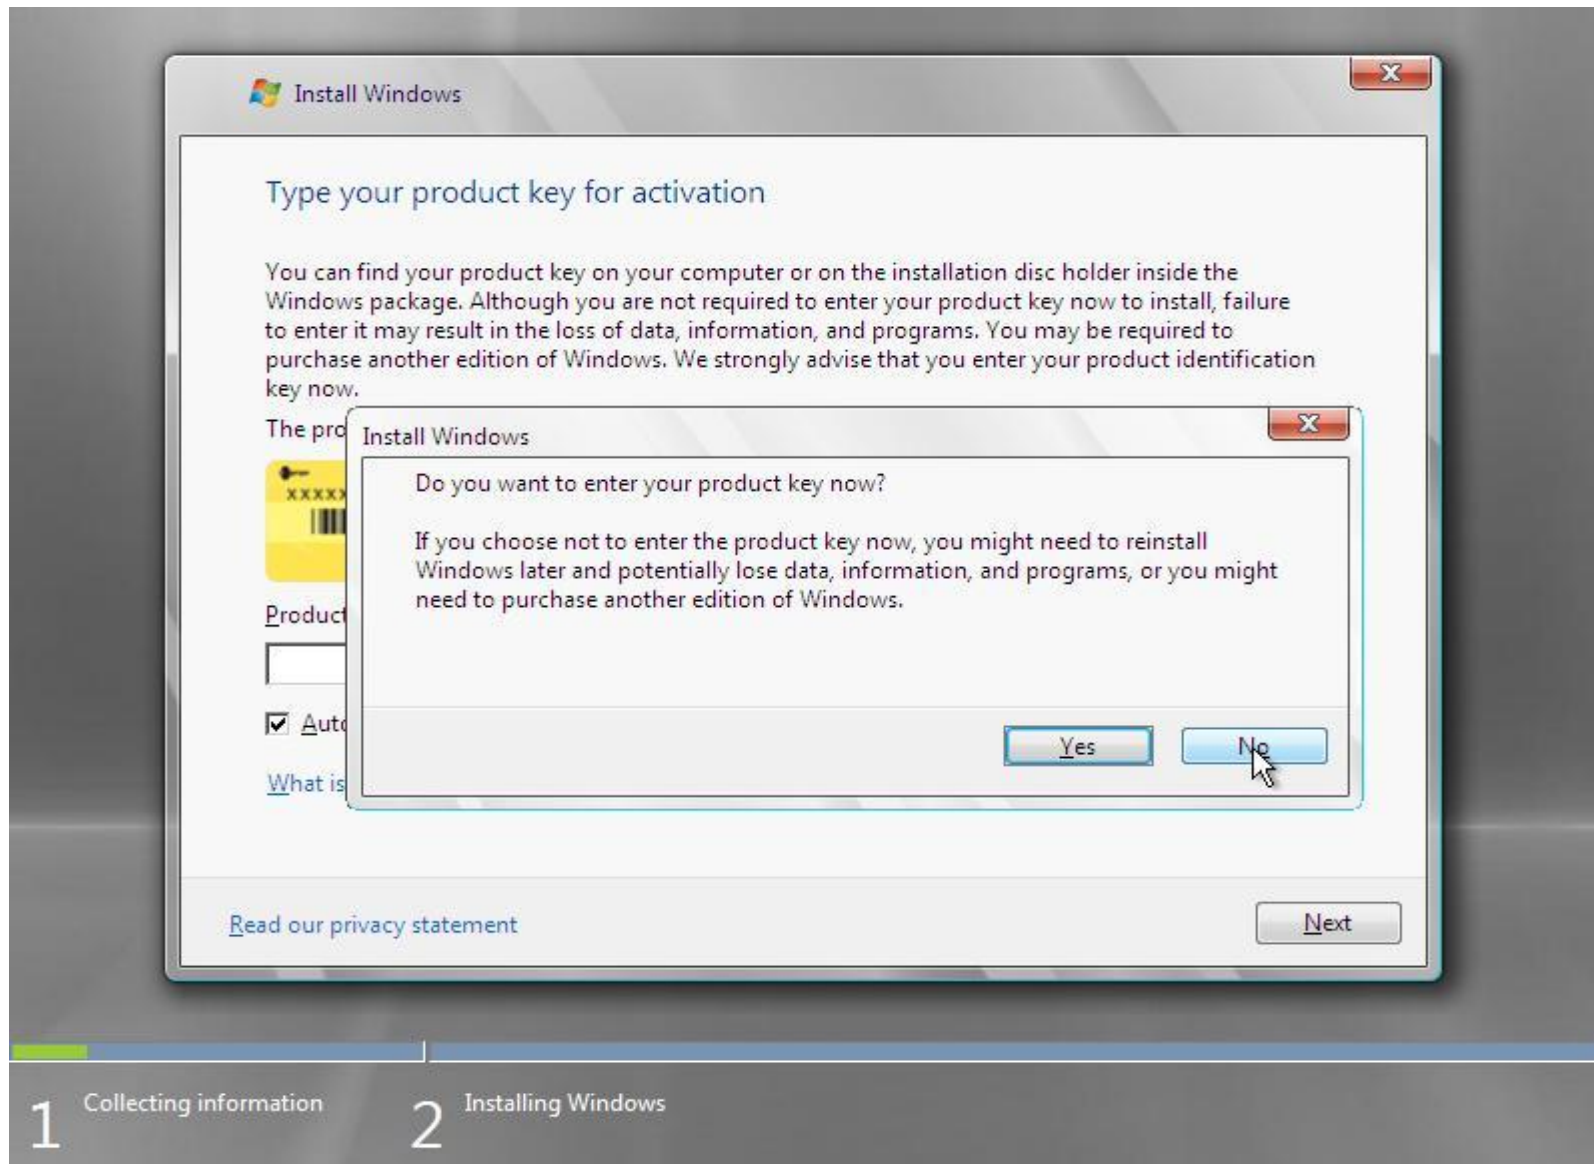 Install Windows
Type your product key for activation
You can find your product key on your computer or on the installation disc holder inside the
Windows package. Although you are not required to enter your product key now to install, failure
to enter it may result in the loss of data, information, and programs. You may be required to
purchase another edition of Windows. We strongly advise that you enter your product identification
key now.
The pro
Install Windows
Do you want to enter your product key now?
If you choose not to enter the product key now, you might need to reinstall
Windows later and potentially lose data, information, and programs, or you might
need to purchase another edition of Windows.
xxxxx
Product
Auto
What is
Yes
No
Read our privacy statement
Next
1 Collecting information
2 Installing Windows